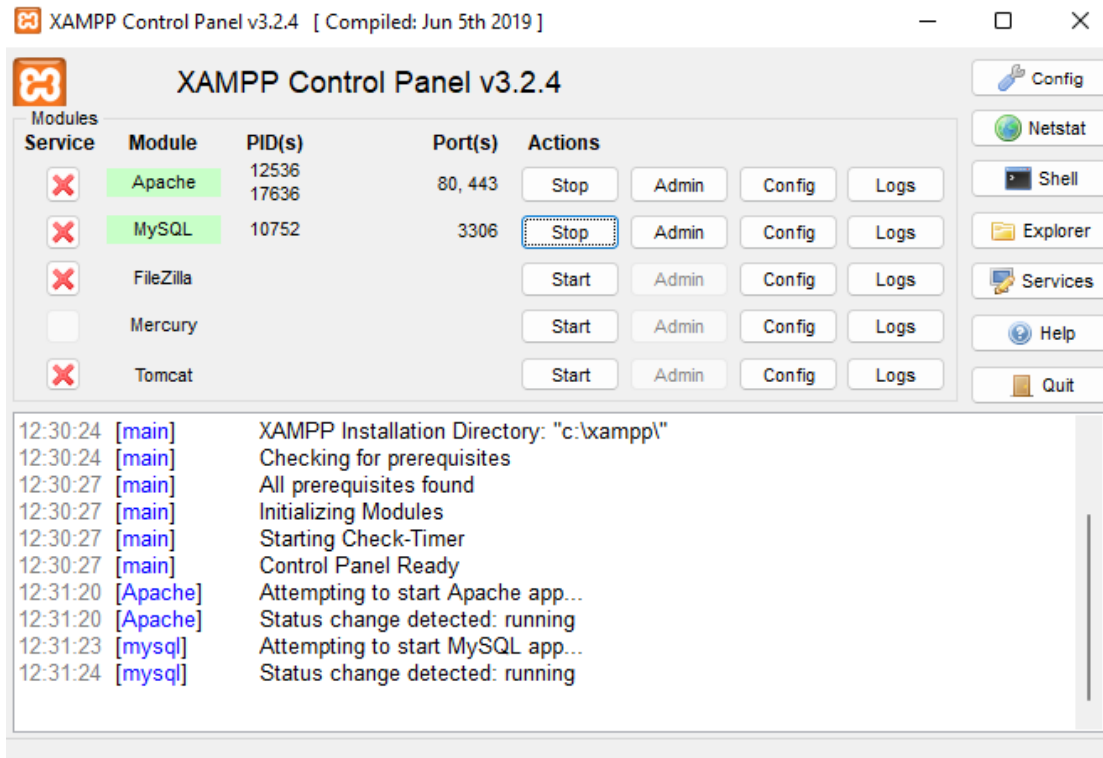 XAMPP Control Panel v3.2.4 [ Compiled: Jun 5th 2019 ]
XAMPP Control Panel v3.2.4
Config
Netstat
Shell
Explorer
Services
Help
Quit
Modules
Service Module PID(s) Port(s) Actions
Apache 12536 17636 80, 443 Stop Admin Config Logs
MySQL 10752 3306 Stop Admin Config Logs
FileZilla Start Admin Config Logs
Mercury Start Admin Config Logs
Tomcat Start Admin Config Logs
12:30:24 [main] XAMPP Installation Directory: "c:\xampp\"
12:30:24 [main] Checking for prerequisites
12:30:27 [main] All prerequisites found
12:30:27 [main] Initializing Modules
12:30:27 [main] Starting Check-Timer
12:30:27 [main] Control Panel Ready
12:31:20 [Apache] Attempting to start Apache app...
12:31:20 [Apache] Status change detected: running
12:31:23 [mysql] Attempting to start MySQL app...
12:31:24 [mysql] Status change detected: running